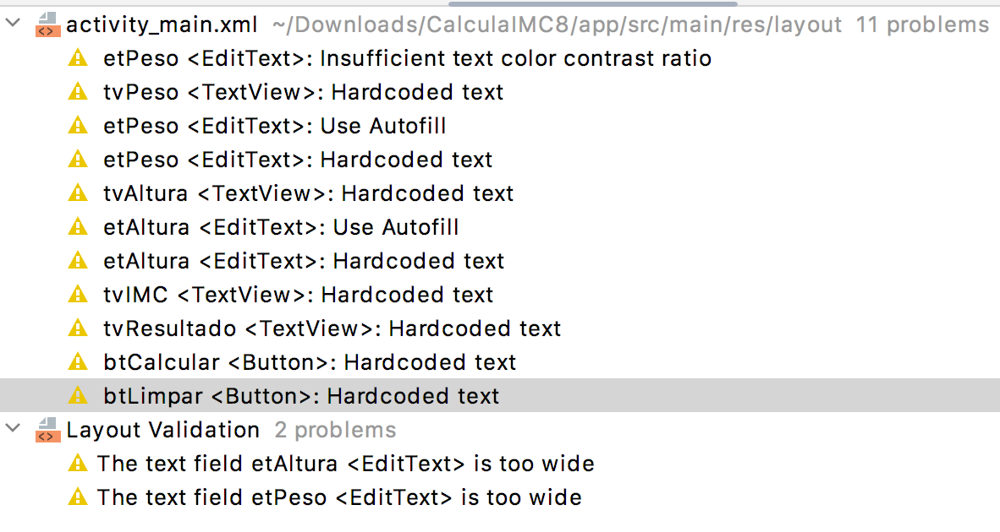 activity_main.xml ~/Downloads/CalculaIMC8/app/src/main/res/layout 11 problems
etPeso <EditText>: Insufficient text color contrast ratio
tvPeso <TextView>: Hardcoded text
etPeso <EditText>: Use Autofill
etPeso <EditText>: Hardcoded text
tvAltura <TextView>: Hardcoded text
etAltura <EditText>: Use Autofill
etAltura <EditText>: Hardcoded text
tvIMC <TextView>: Hardcoded text
tvResultado <TextView>: Hardcoded text
btCalcular <Button>: Hardcoded text
btLimpar <Button>: Hardcoded text
Layout Validation 2 problems
The text field etAltura <EditText> is too wide
The text field etPeso <EditText> is too wide